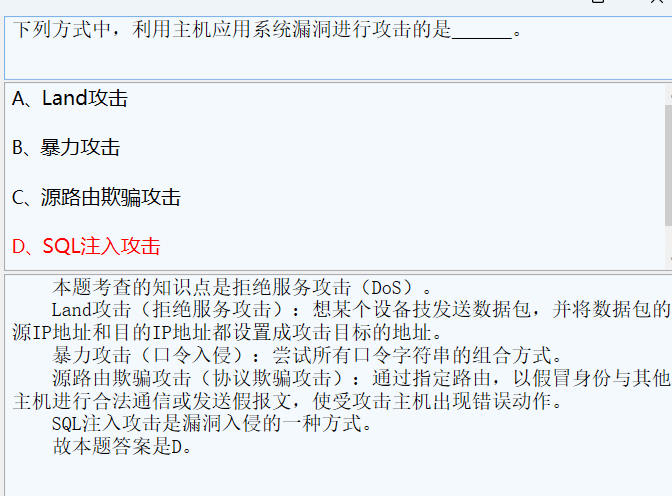 下列方式中，利用主机应用系统漏洞进行攻击的是______。
A、Land攻击
B、暴力攻击
C、源路由欺骗攻击
D、SQL注入攻击
本题考查的知识点是拒绝服务攻击（DoS）。
Land攻击（拒绝服务攻击）：想某个设备技发送数据包，并将数据包的
源IP地址和目的IP地址都设置成攻击目标的地址。
暴力攻击（口令入侵）：尝试所有口令字符串的组合方式。
源路由欺骗攻击（协议欺骗攻击）：通过指定路由，以假冒身份与其他
主机进行合法通信或发送假报文，使受攻击主机出现错误动作。
SQL注入攻击是漏洞入侵的一种方式。
故本题答案是D。